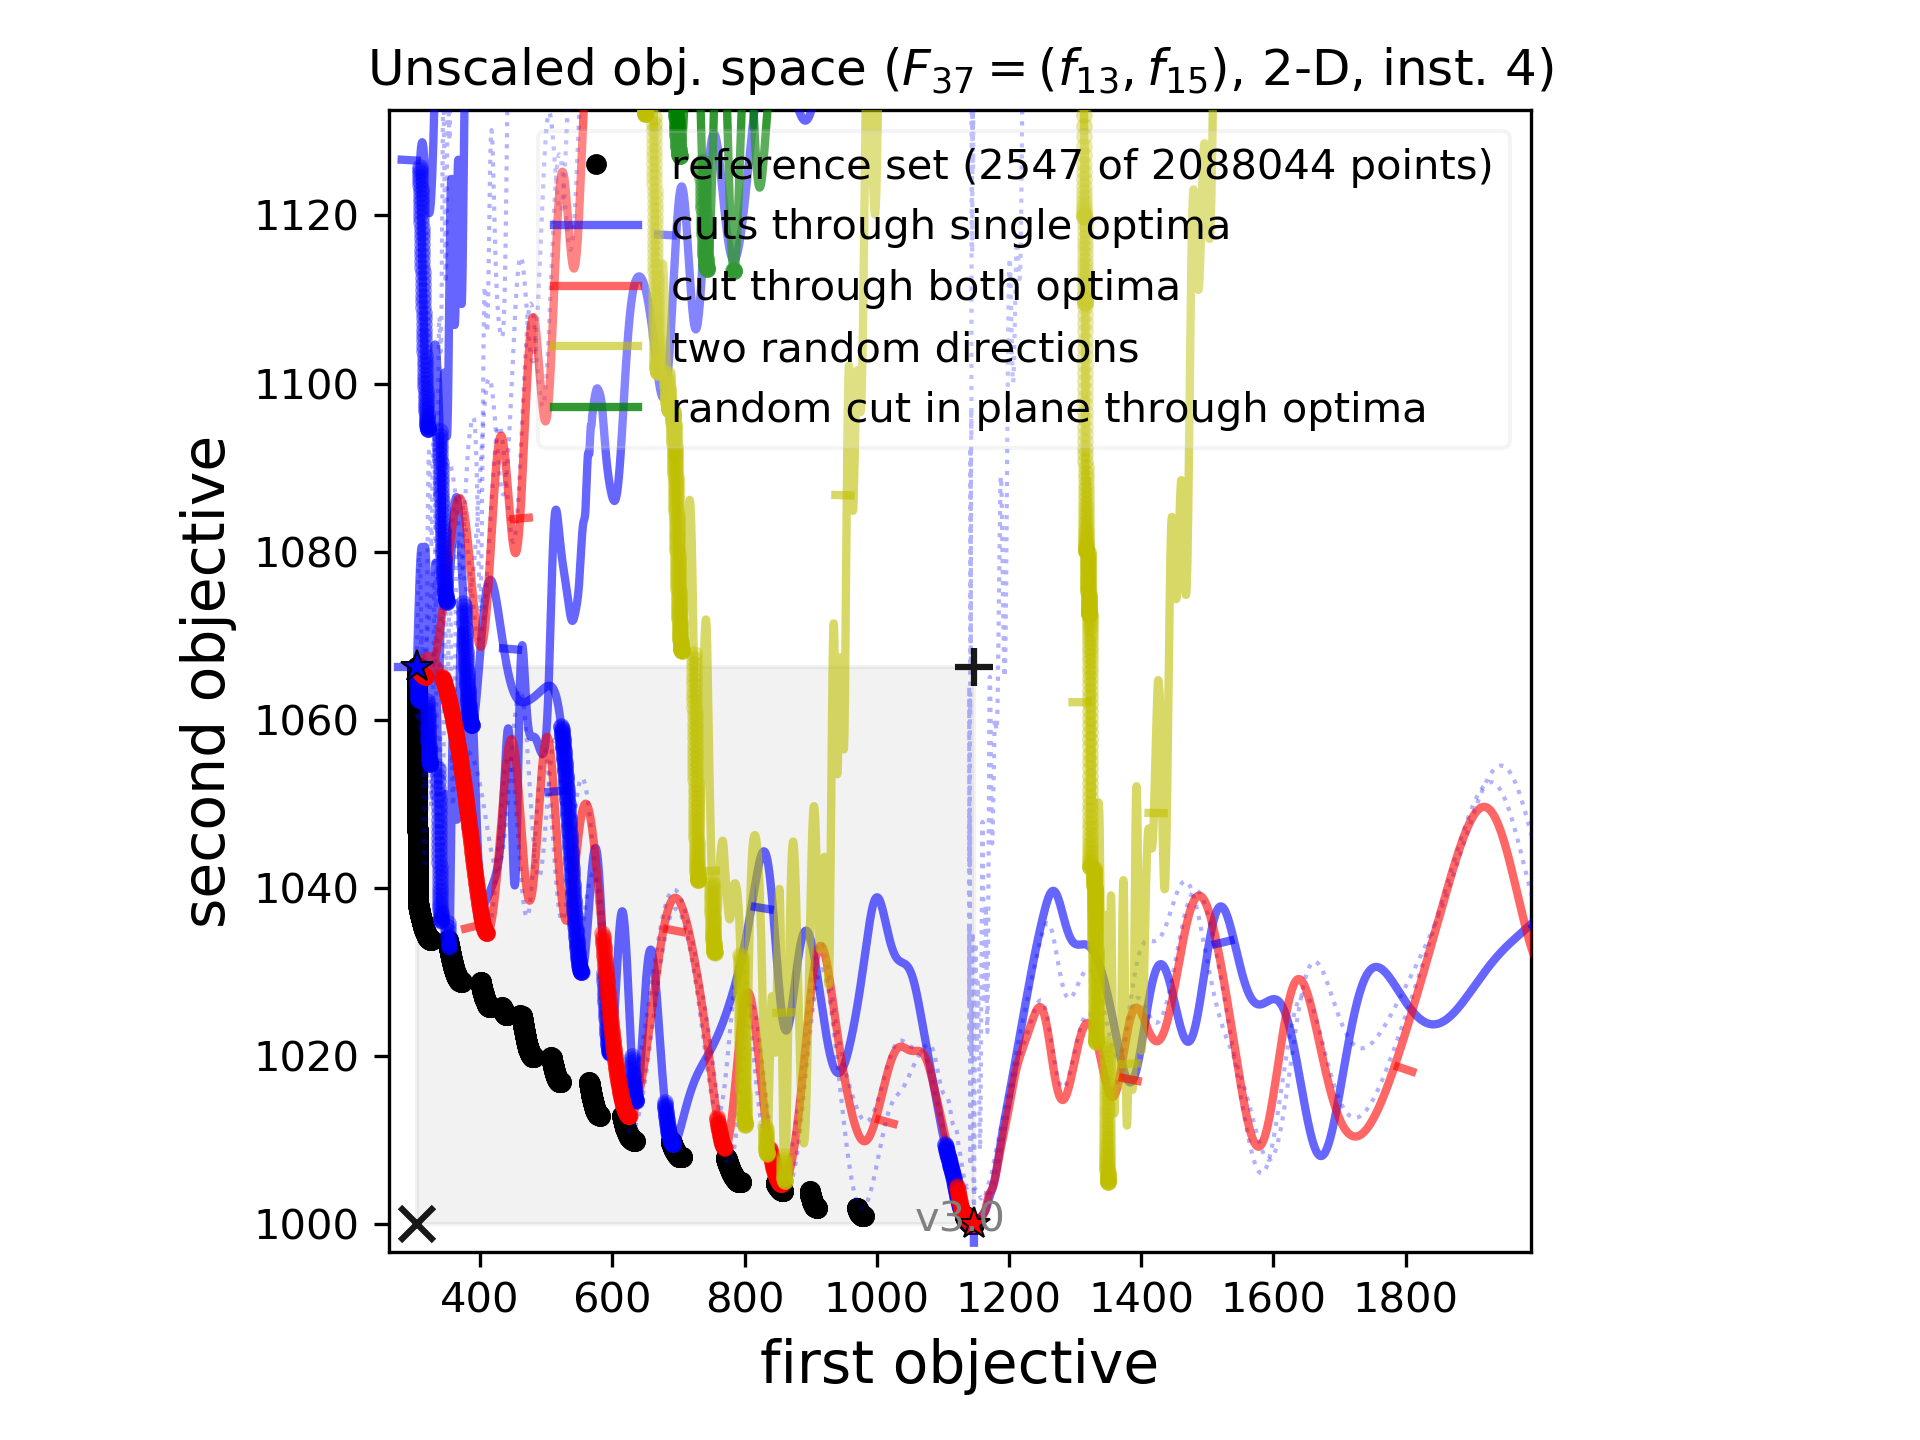 Unscaled obj. space (F₃₇ = (f₁₃, f₁₅), 2-D, inst. 4)
reference set (2547 of 2088044 points)
cuts through single optima
cut through both optima
two random directions
random cut in plane through optima
second objective
1120
1100
1080
1060
1040
1020
1000
v3.0
400 600 800 1000 1200 1400 1600 1800
first objective